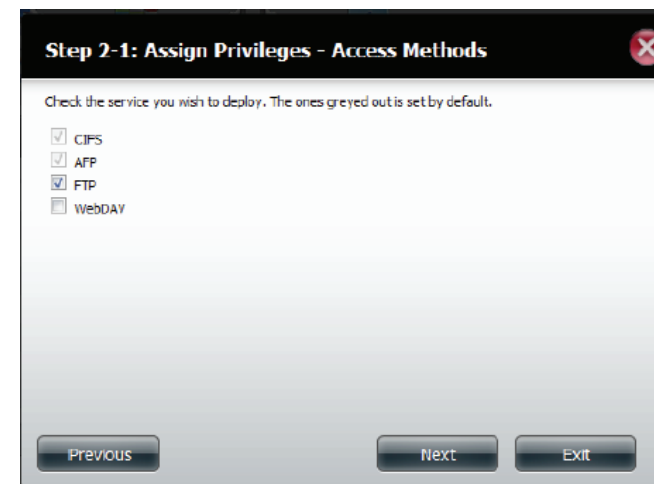 Step 2-1: Assign Privileges - Access Methods
Check the service you wish to deploy. The ones greyed out is set by default.
CIFS
AFP
FTP
WebDAV
Previous
Next
Exit